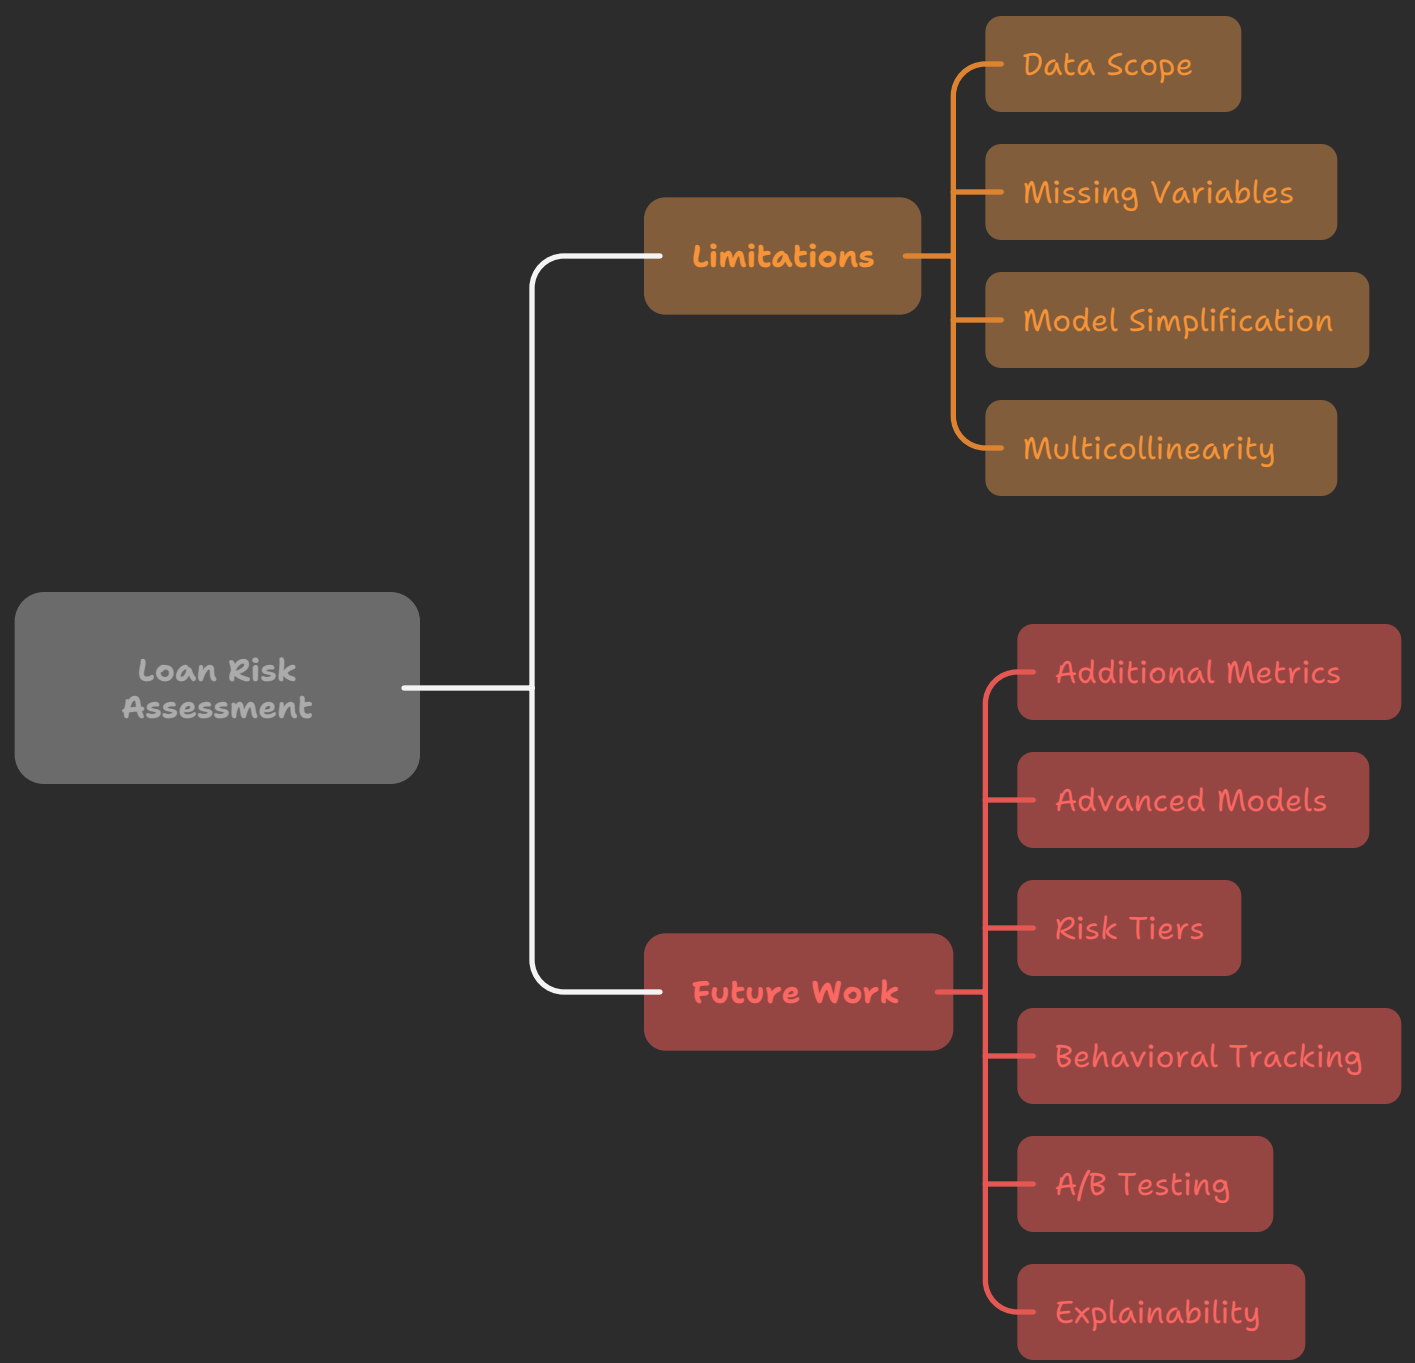 Loan Risk
Assessment
Limitations
Data Scope
Missing Variables
Model Simplification
Multicollinearity
Future Work
Additional Metrics
Advanced Models
Risk Tiers
Behavioral Tracking
A/B Testing
Explainability